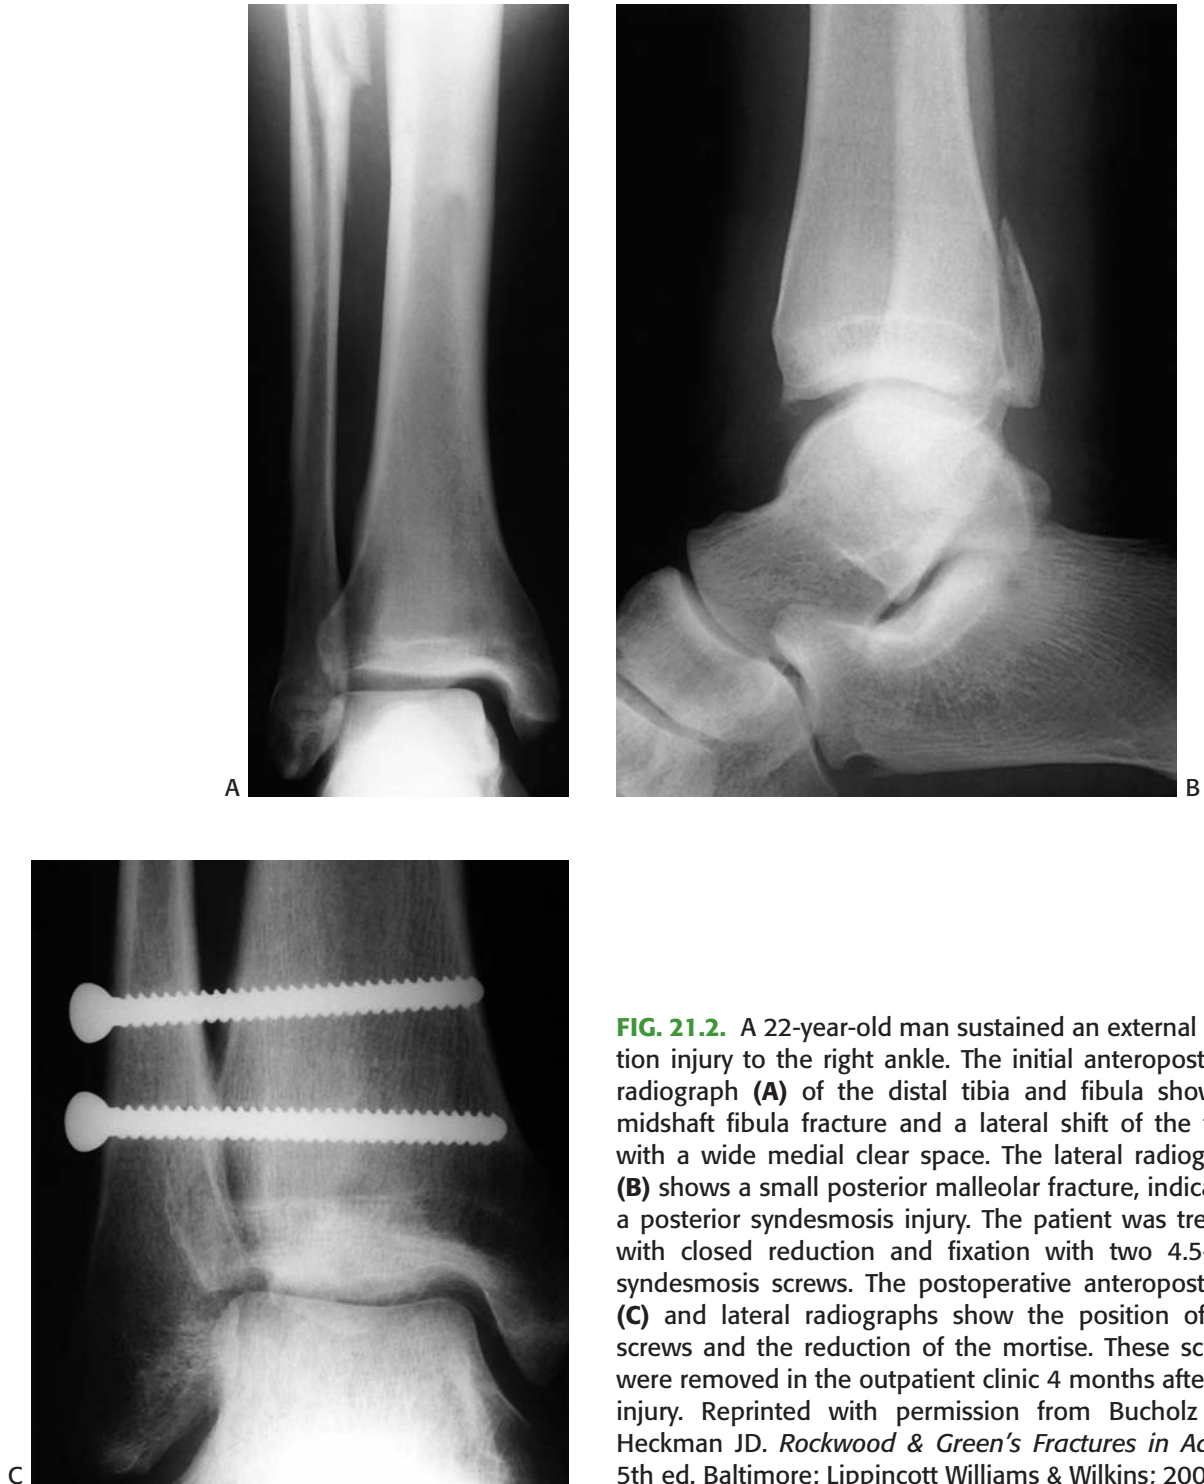 A
B
C
FIG. 21.2. A 22-year-old man sustained an external
tion injury to the right ankle. The initial anteropost
radiograph (A) of the distal tibia and fibula show
midshaft fibula fracture and a lateral shift of the
with a wide medial clear space. The lateral radiog
(B) shows a small posterior malleolar fracture, indica
a posterior syndesmosis injury. The patient was tre
with closed reduction and fixation with two 4.5-
syndesmosis screws. The postoperative anteropost
(C) and lateral radiographs show the position of
screws and the reduction of the mortise. These sc
were removed in the outpatient clinic 4 months afte
injury. Reprinted with permission from Bucholz
Heckman JD. Rockwood & Green's Fractures in Ad
5th ed. Baltimore: Lippincott Williams & Wilkins; 200